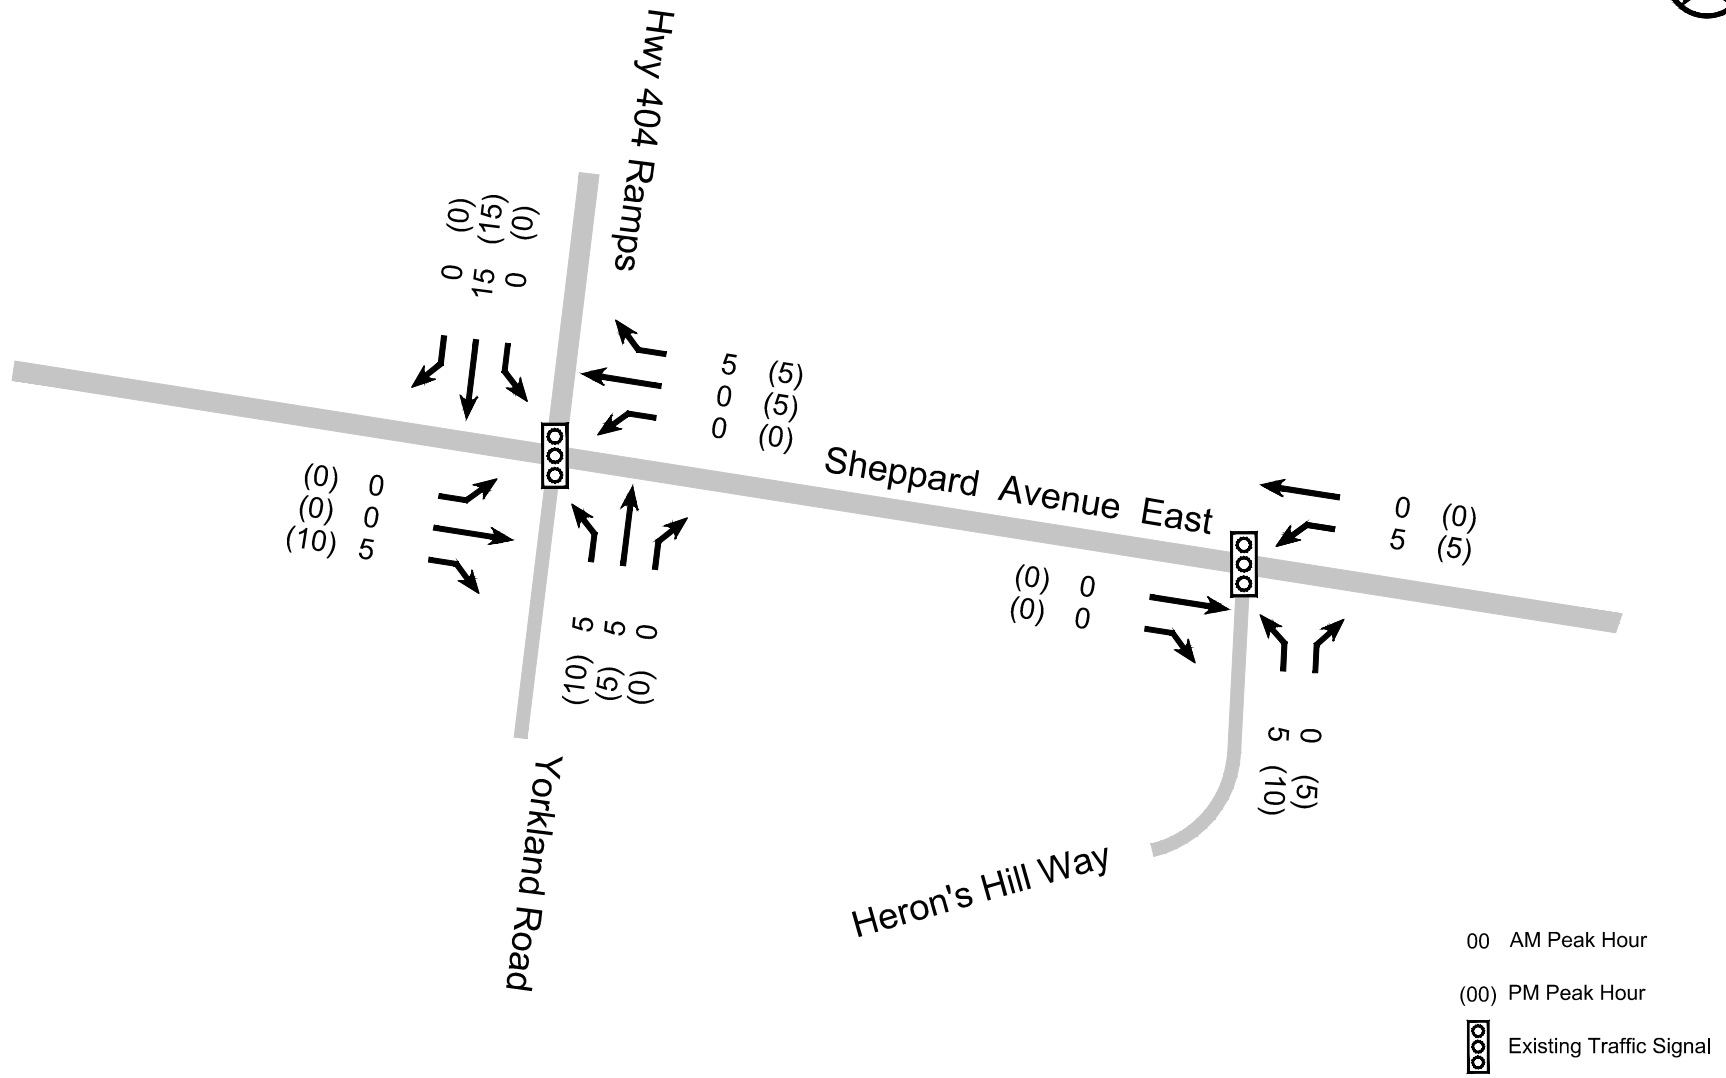 Hwy 404 Ramps
(0) (15) (0)
0 15 0
5 (5)
0 (5)
0 (0)
(0) 0
(0) 0
(10) 5
5 5 0
(10) (5) (0)
Sheppard Avenue East
0 (0)
5 (5)
(0) 0
(0) 0
5 0
(10) (5)
Yorkland Road
Heron's Hill Way
00 AM Peak Hour
(00) PM Peak Hour
Existing Traffic Signal